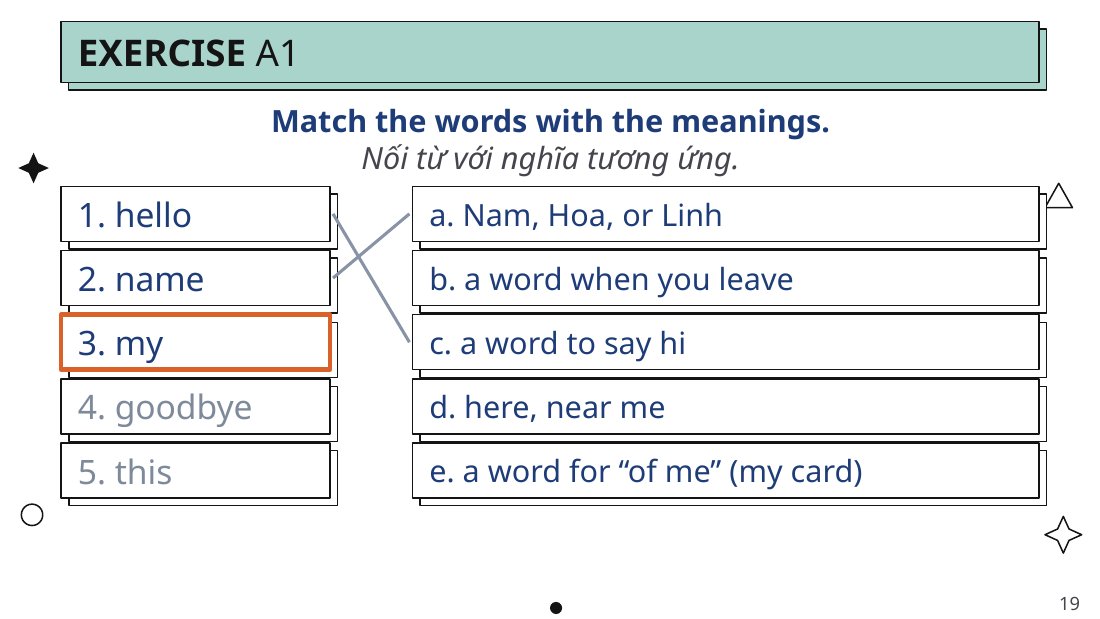 EXERCISE A1
Match the words with the meanings.
Nối từ với nghĩa tương ứng.
1. hello
a. Nam, Hoa, or Linh
2. name
b. a word when you leave
3. my
c. a word to say hi
4. goodbye
d. here, near me
5. this
e. a word for “of me” (my card)
19